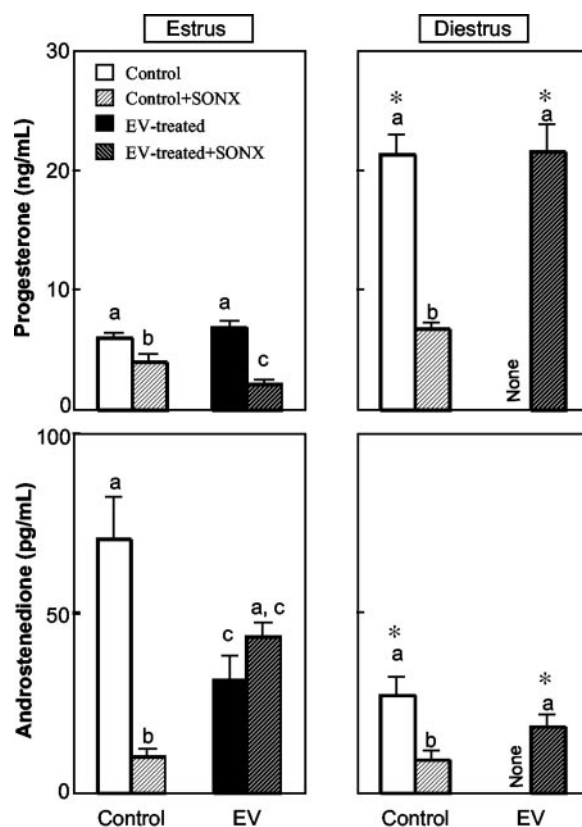 Estrus
Diestrus
Progesterone (ng/mL)
30
20
10
0
Control
Control+SONX
EV-treated
EV-treated+SONX
a
b
a
c
*
a
b
None
*
a
Androstenedione (pg/mL)
100
50
0
a
b
c
a, c
*
a
b
None
*
a
Control
EV
Control
EV